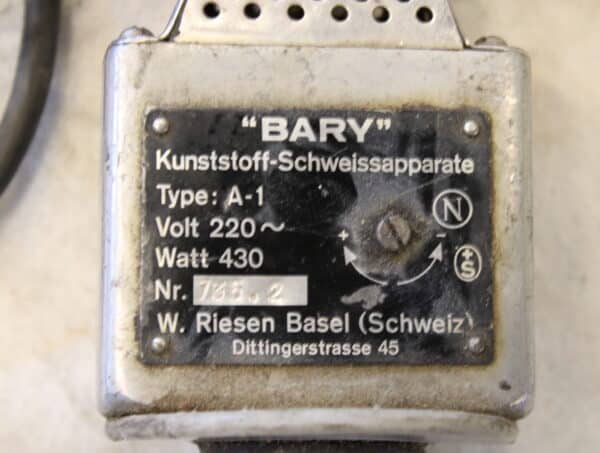 "BARY"
Kunststoff-Schweissapparate
Type: A-1
Volt 220~
Watt 430
Nr.
W. Riesen Basel (Schweiz)
Dittingerstrasse 45
+ -
N
+S